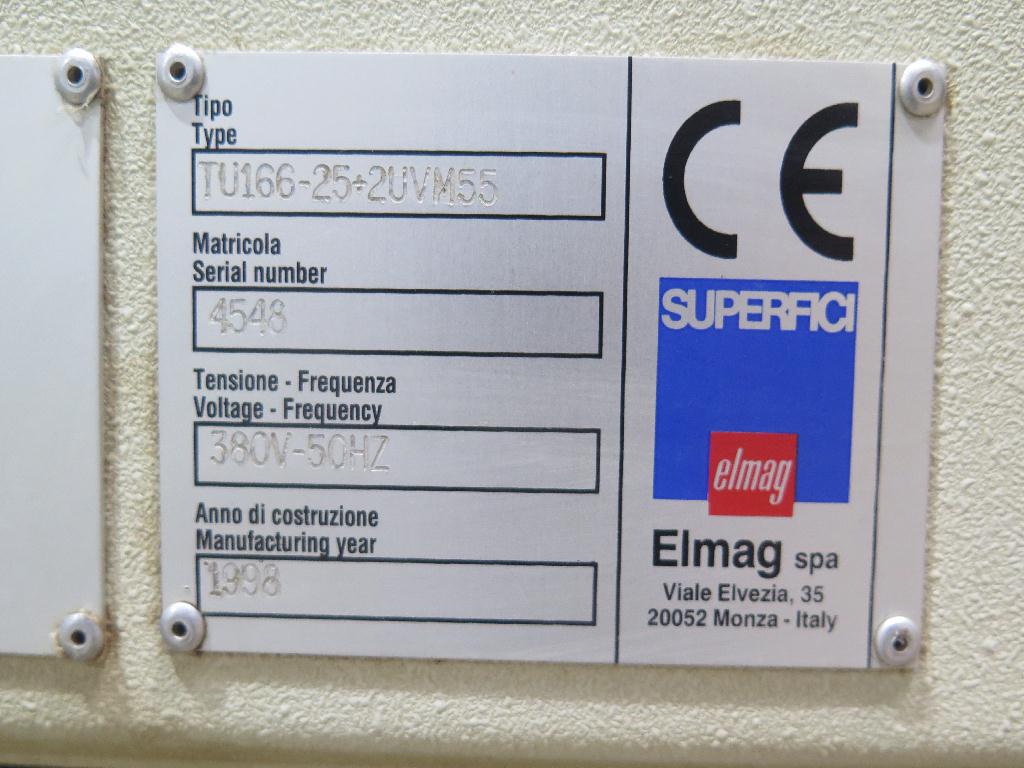 Tipo
Type
TU166-25+2UVM55
Matricola
Serial number
4548
Tensione - Frequenza
Voltage - Frequency
380V-50HZ
Anno di costruzione
Manufacturing year
1998
CE
SUPERFICI
elmag
Elmag spa
Viale Elvezia, 35
20052 Monza - Italy